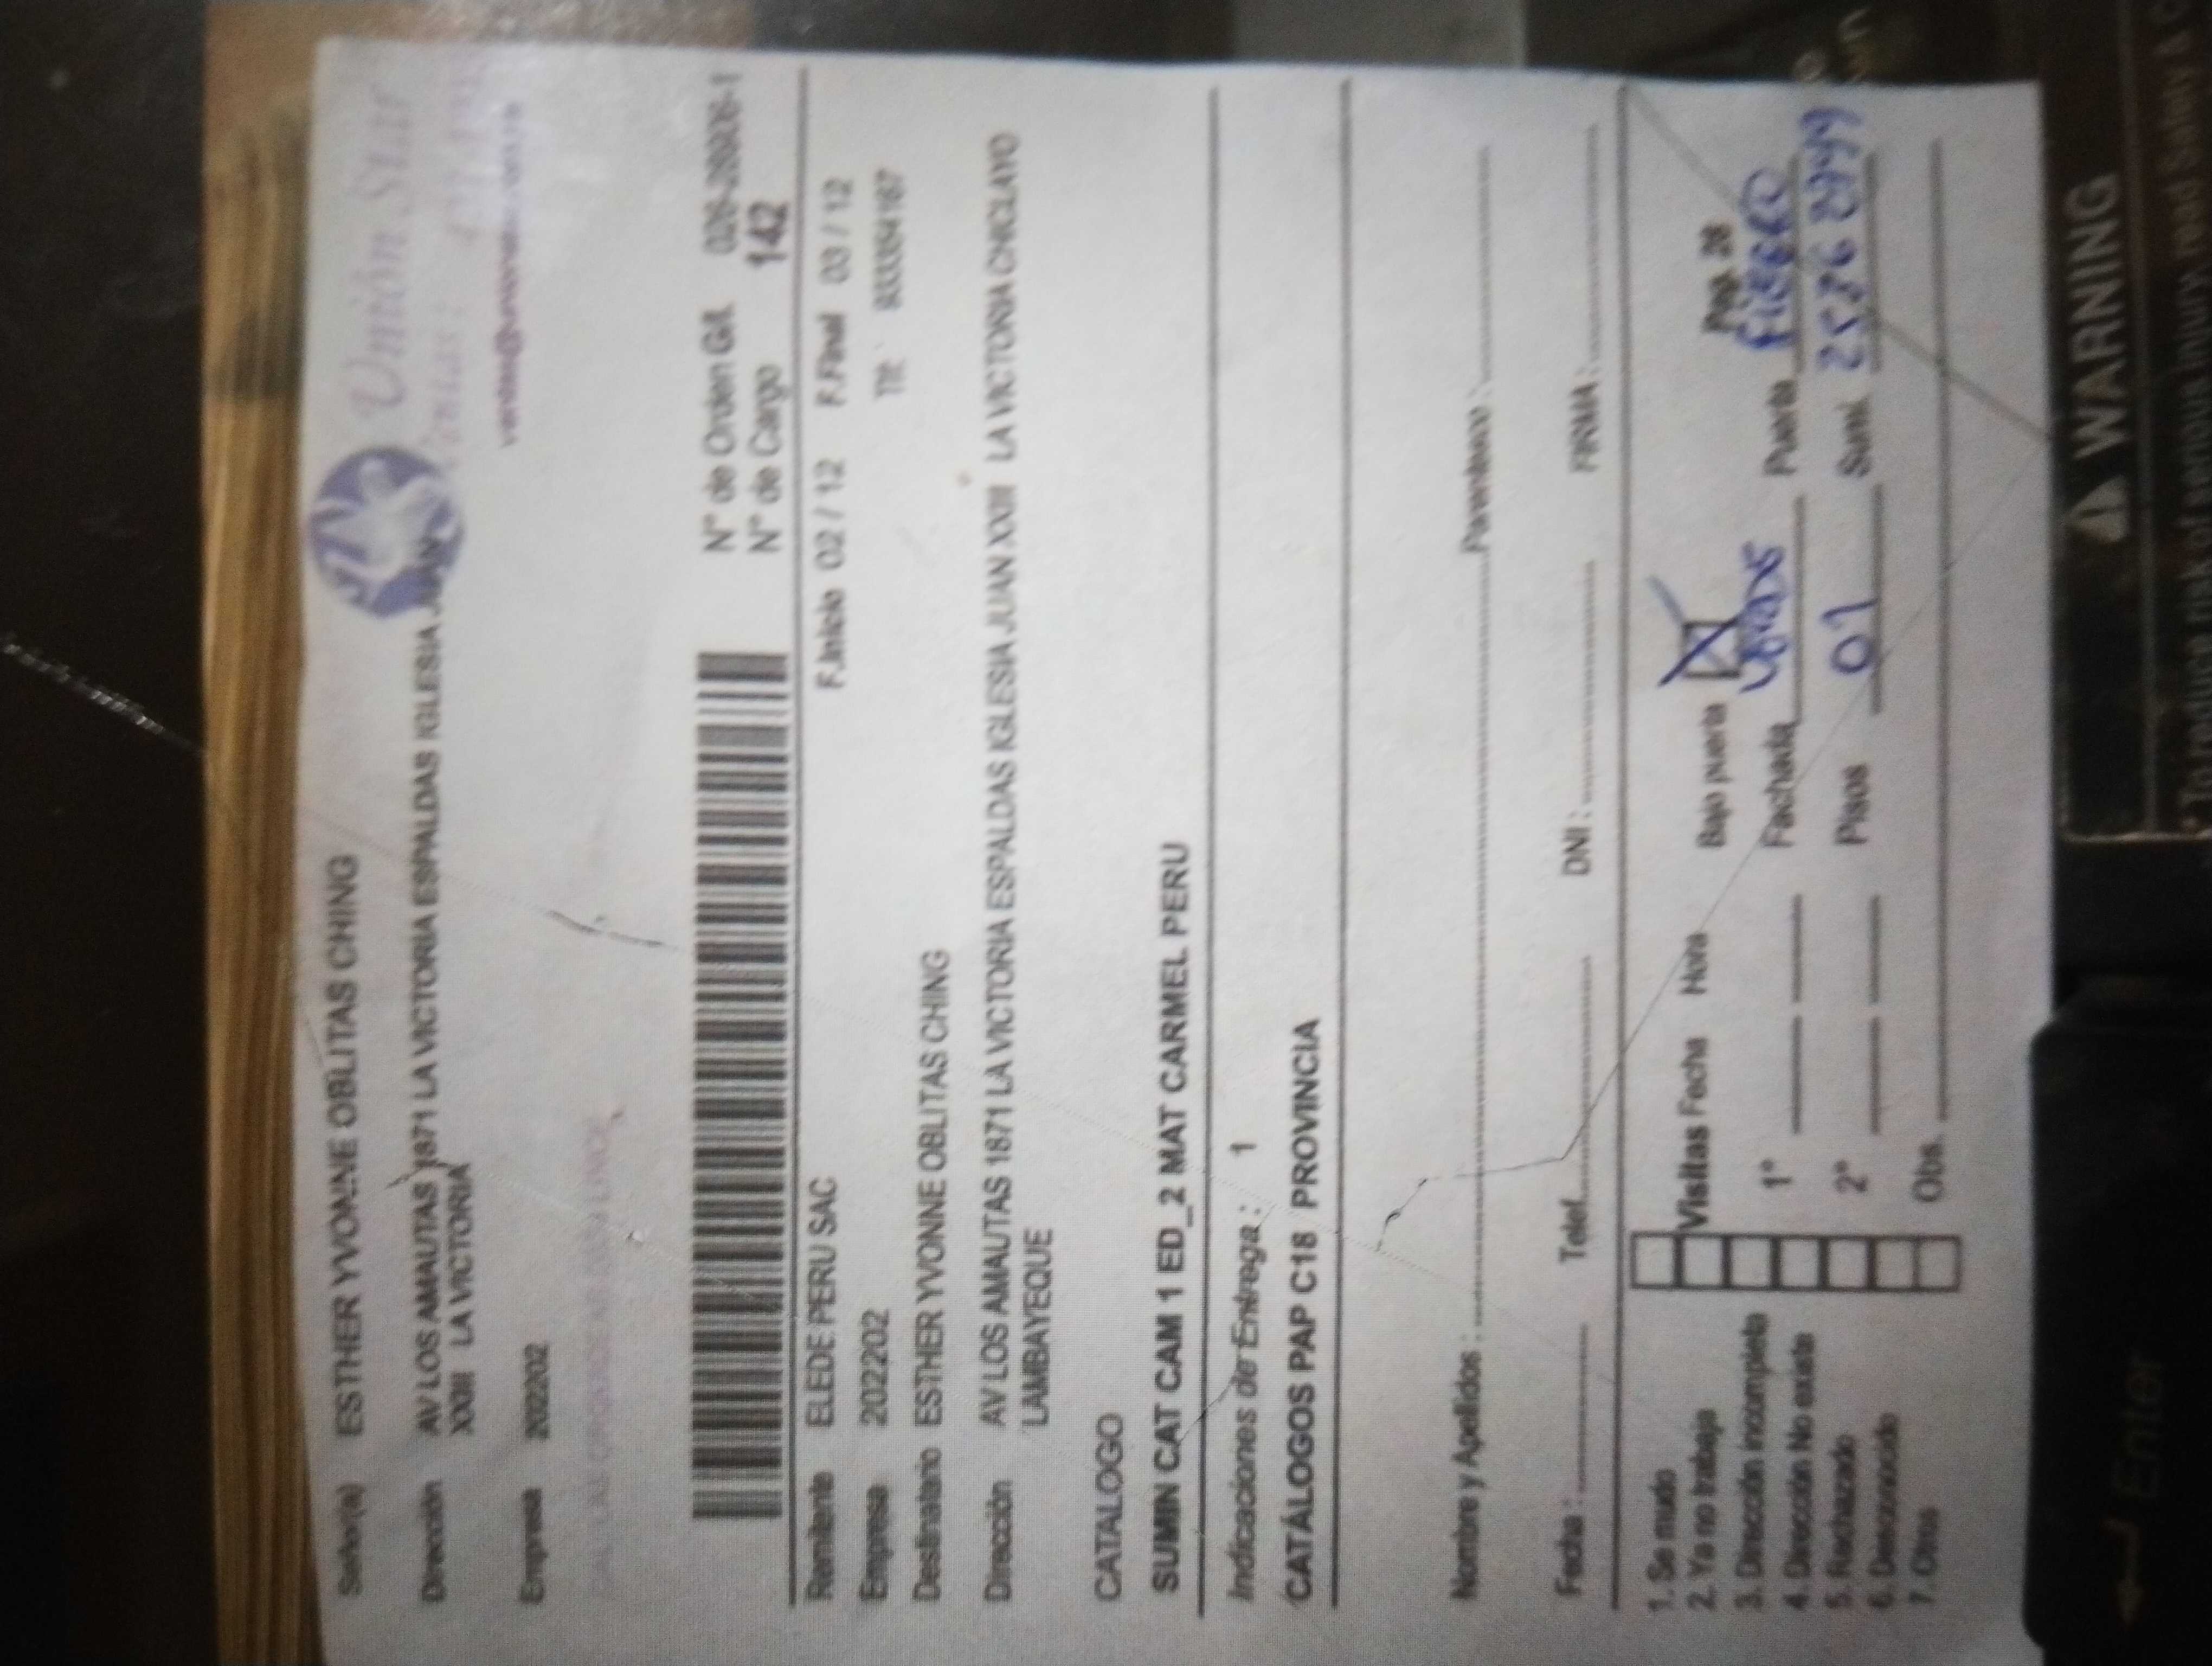 Señor(a) ESTHER YVONNE OBLITAS CHING
Unión Star
Dirección AV LOS AMAUTAS 1871 LA VICTORIA ESPALDAS IGLESIA JUAN
XXIII LA VICTORIA
Empresa 202202
N° de Orden G/L
N° de Cargo 142
Remitente ELEDE PERU SAC
F.Inicio 02 / 12 F.Final 03 / 12
Empresa 202202
Destinatario ESTHER YVONNE OBLITAS CHING
Dirección AV LOS AMAUTAS 1871 LA VICTORIA ESPALDAS IGLESIA JUAN XXIII LA VICTORIA CHICLAYO
LAMBAYEQUE
CATALOGO
SUMIN CAT CAM 1 ED_2 MAT CARMEL PERU
Indicaciones de Entrega : 1
CATÁLOGOS PAP C18 PROVINCIA
Nombre y Apellidos : Parentesco :
Fecha : Telef. DNI : FIRMA :
1. Se mudo
2. Ya no trabaja
3. Dirección incompleta
4. Dirección No existe
5. Rechazado
6. Desconocido
7. Otros
Visitas Fecha Hora Bajo puerta Pag. 28
1° Fachada Puerta
2° Pisos 01 Sumi.
Obs.
WARNING
Enter